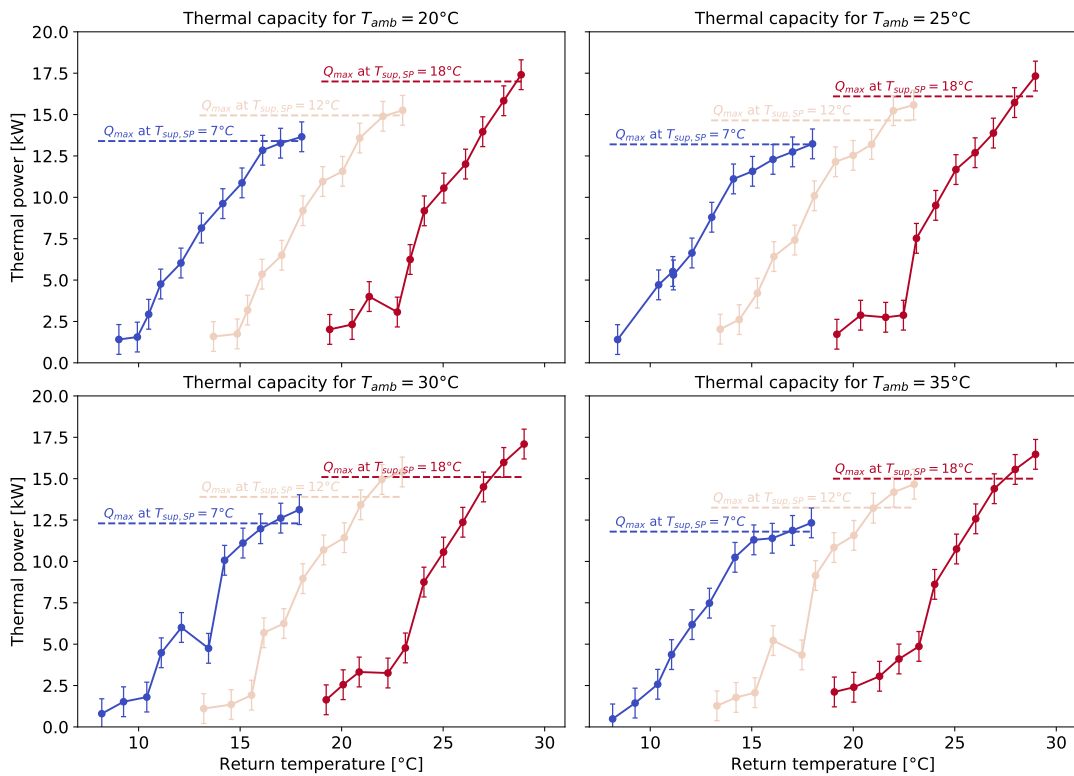 Thermal capacity for T_amb = 20°C
Thermal capacity for T_amb = 25°C
Thermal power [kW]
20.0
17.5
15.0
12.5
10.0
7.5
5.0
2.5
0.0
Q_max at T_sup,SP = 18°C
Q_max at T_sup,SP = 12°C
Q_max at T_sup,SP = 7°C
Q_max at T_sup,SP = 18°C
Q_max at T_sup,SP = 12°C
Q_max at T_sup,SP = 7°C
Thermal capacity for T_amb = 30°C
Thermal capacity for T_amb = 35°C
Thermal power [kW]
20.0
17.5
15.0
12.5
10.0
7.5
5.0
2.5
0.0
Q_max at T_sup,SP = 18°C
Q_max at T_sup,SP = 12°C
Q_max at T_sup,SP = 7°C
Q_max at T_sup,SP = 18°C
Q_max at T_sup,SP = 12°C
Q_max at T_sup,SP = 7°C
10 15 20 25 30
10 15 20 25 30
Return temperature [°C]
Return temperature [°C]